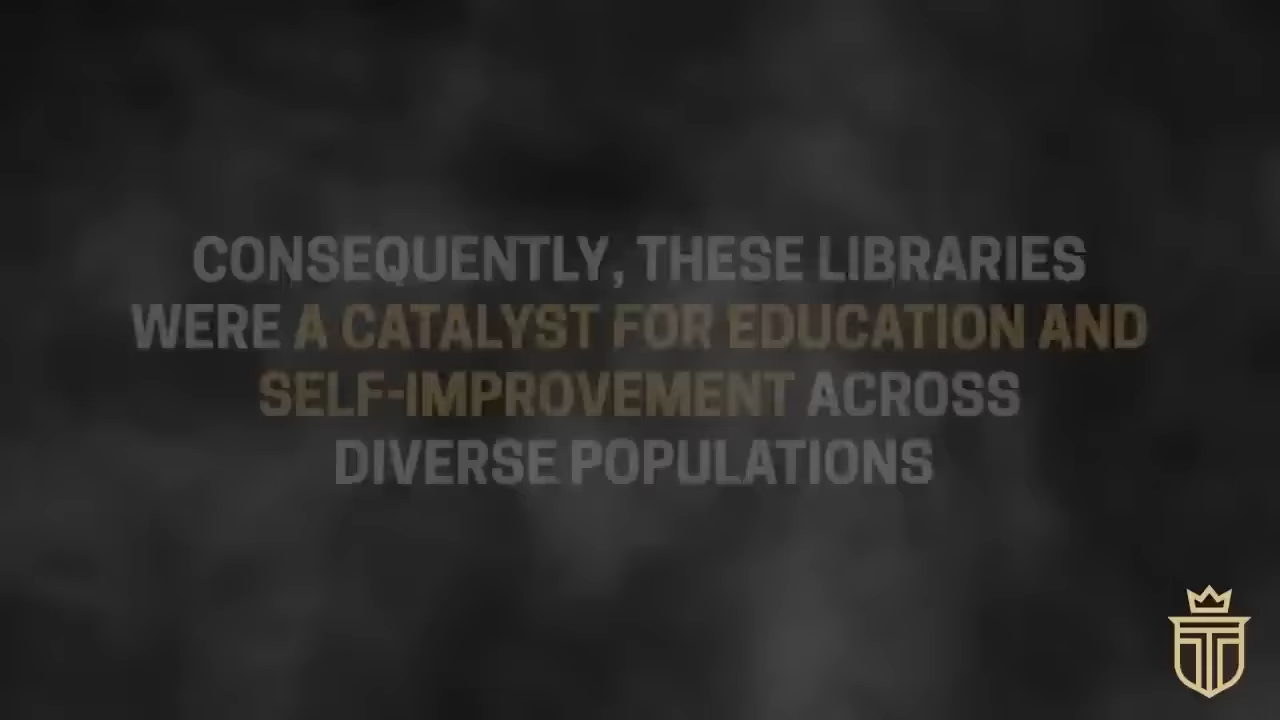 CONSEQUENTLY, THESE LIBRARIES
WERE A CATALYST FOR EDUCATION AND
SELF-IMPROVEMENT ACROSS
DIVERSE POPULATIONS